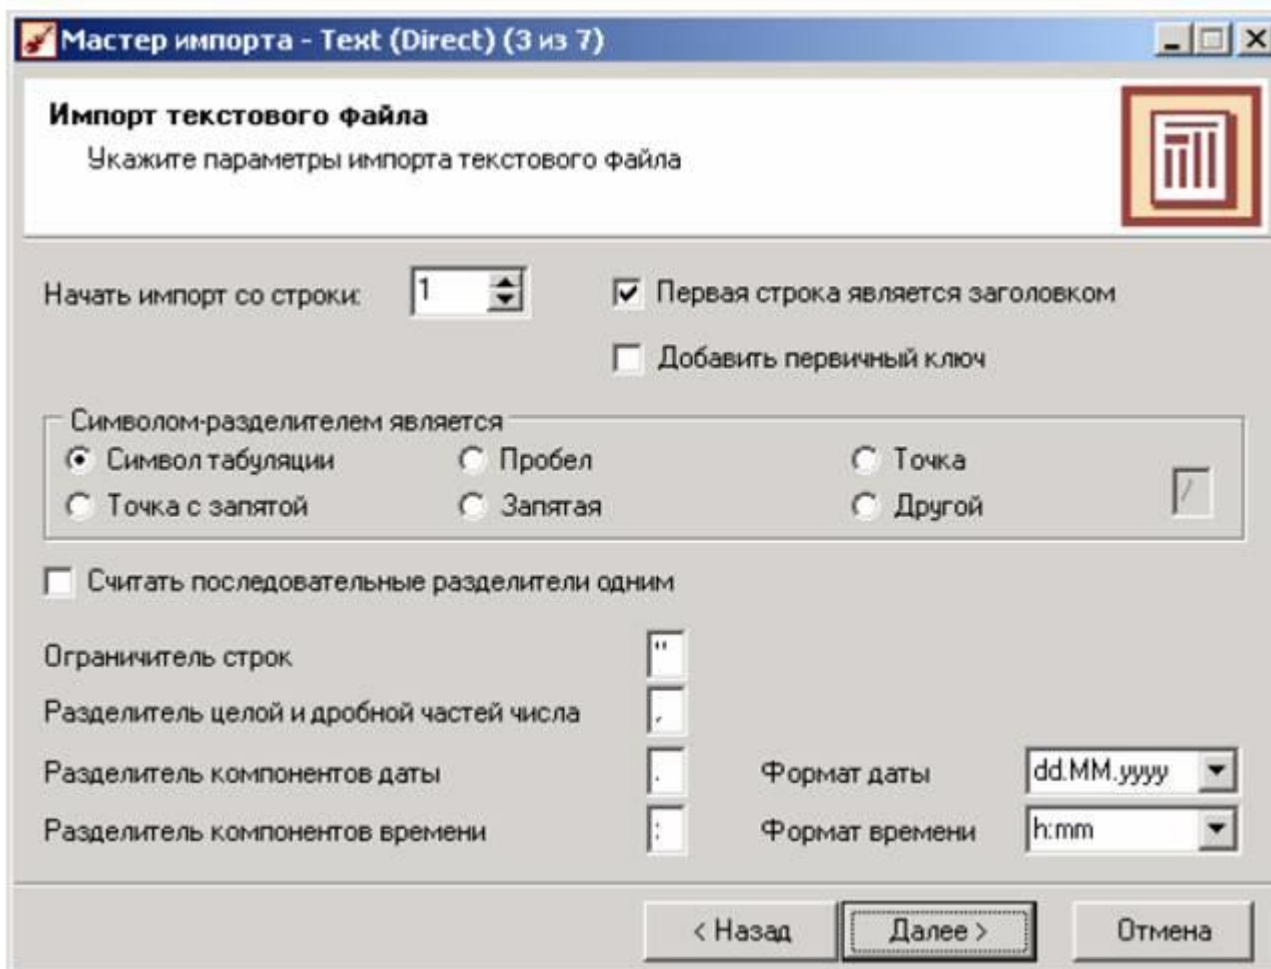 Мастер импорта - Text (Direct) (3 из 7)
Импорт текстового файла
Укажите параметры импорта текстового файла
Начать импорт со строки: 1 Первая строка является заголовком
Добавить первичный ключ
Символом-разделителем является
Символ табуляции Пробел Точка
Точка с запятой Запятая Другой /
Считать последовательные разделители одним
Ограничитель строк "
Разделитель целой и дробной частей числа ,
Разделитель компонентов даты . Формат даты dd.MM.yyyy
Разделитель компонентов времени : Формат времени h:mm
< Назад Далее > Отмена